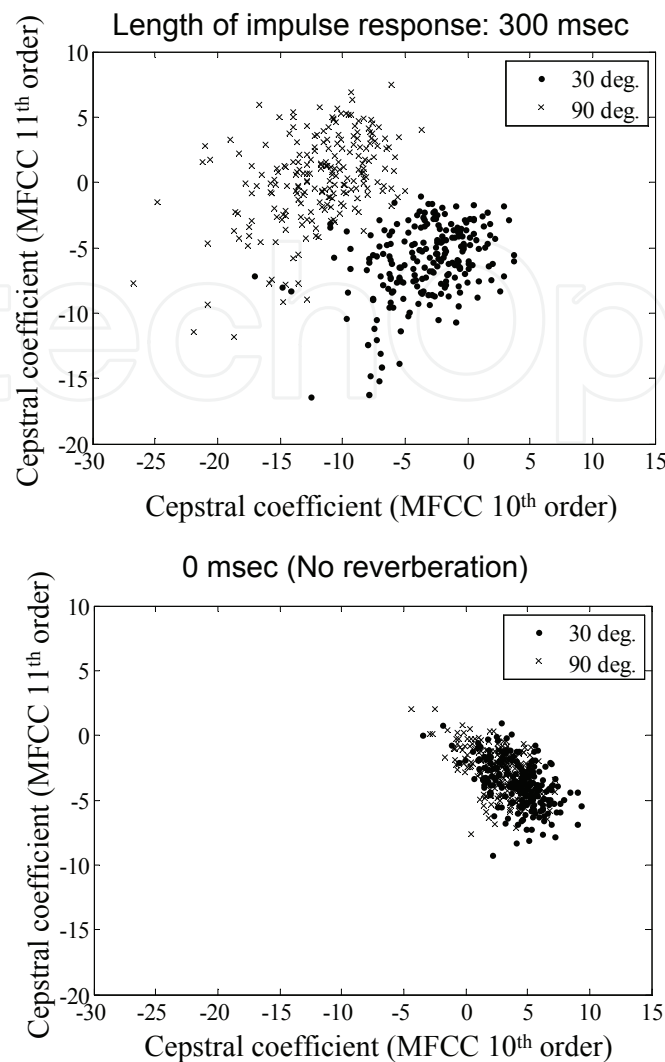 Length of impulse response: 300 msec
Cepstral coefficient (MFCC 11th order)
10
5
0
-5
-10
-15
-20
30 deg.
90 deg.
techOp
-30 -25 -20 -15 -10 -5 0 5 10 15
Cepstral coefficient (MFCC 10th order)
0 msec (No reverberation)
Cepstral coefficient (MFCC 11th order)
10
5
0
-5
-10
-15
-20
30 deg.
90 deg.
-30 -25 -20 -15 -10 -5 0 5 10 15
Cepstral coefficient (MFCC 10th order)